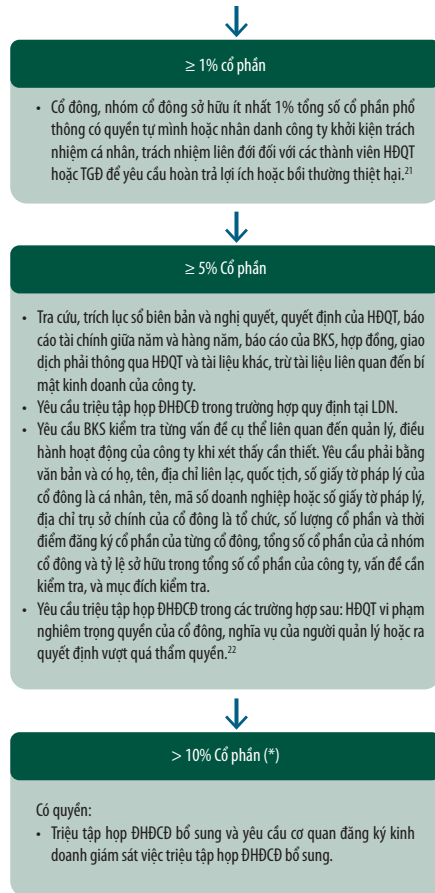 ≥ 1% cổ phần
• Cổ đông, nhóm cổ đông sở hữu ít nhất 1% tổng số cổ phần phổ
thông có quyền tự mình hoặc nhân danh công ty khởi kiện trách
nhiệm cá nhân, trách nhiệm liên đới đối với các thành viên HĐQT
hoặc TGĐ để yêu cầu hoàn trả lợi ích hoặc bồi thường thiệt hại.²¹
≥ 5% Cổ phần
• Tra cứu, trích lục sổ biên bản và nghị quyết, quyết định của HĐQT, báo
cáo tài chính giữa năm và hàng năm, báo cáo của BKS, hợp đồng, giao
dịch phải thông qua HĐQT và tài liệu khác, trừ tài liệu liên quan đến bí
mật kinh doanh của công ty.
• Yêu cầu triệu tập họp ĐHĐCĐ trong trường hợp quy định tại LDN.
• Yêu cầu BKS kiểm tra từng vấn đề cụ thể liên quan đến quản lý, điều
hành hoạt động của công ty khi xét thấy cần thiết. Yêu cầu phải bằng
văn bản và có họ, tên, địa chỉ liên lạc, quốc tịch, số giấy tờ pháp lý của
cổ đông là cá nhân, tên, mã số doanh nghiệp hoặc số giấy tờ pháp lý,
địa chỉ trụ sở chính của cổ đông là tổ chức, số lượng cổ phần và thời
điểm đăng ký cổ phần của từng cổ đông, tổng số cổ phần của cả nhóm
cổ đông và tỷ lệ sở hữu trong tổng số cổ phần của công ty, vấn đề cần
kiểm tra, và mục đích kiểm tra.
• Yêu cầu triệu tập họp ĐHĐCĐ trong các trường hợp sau: HĐQT vi phạm
nghiêm trọng quyền của cổ đông, nghĩa vụ của người quản lý hoặc ra
quyết định vượt quá thẩm quyền.²²
> 10% Cổ phần (*)
Có quyền:
• Triệu tập họp ĐHĐCĐ bổ sung và yêu cầu cơ quan đăng ký kinh
doanh giám sát việc triệu tập họp ĐHĐCĐ bổ sung.